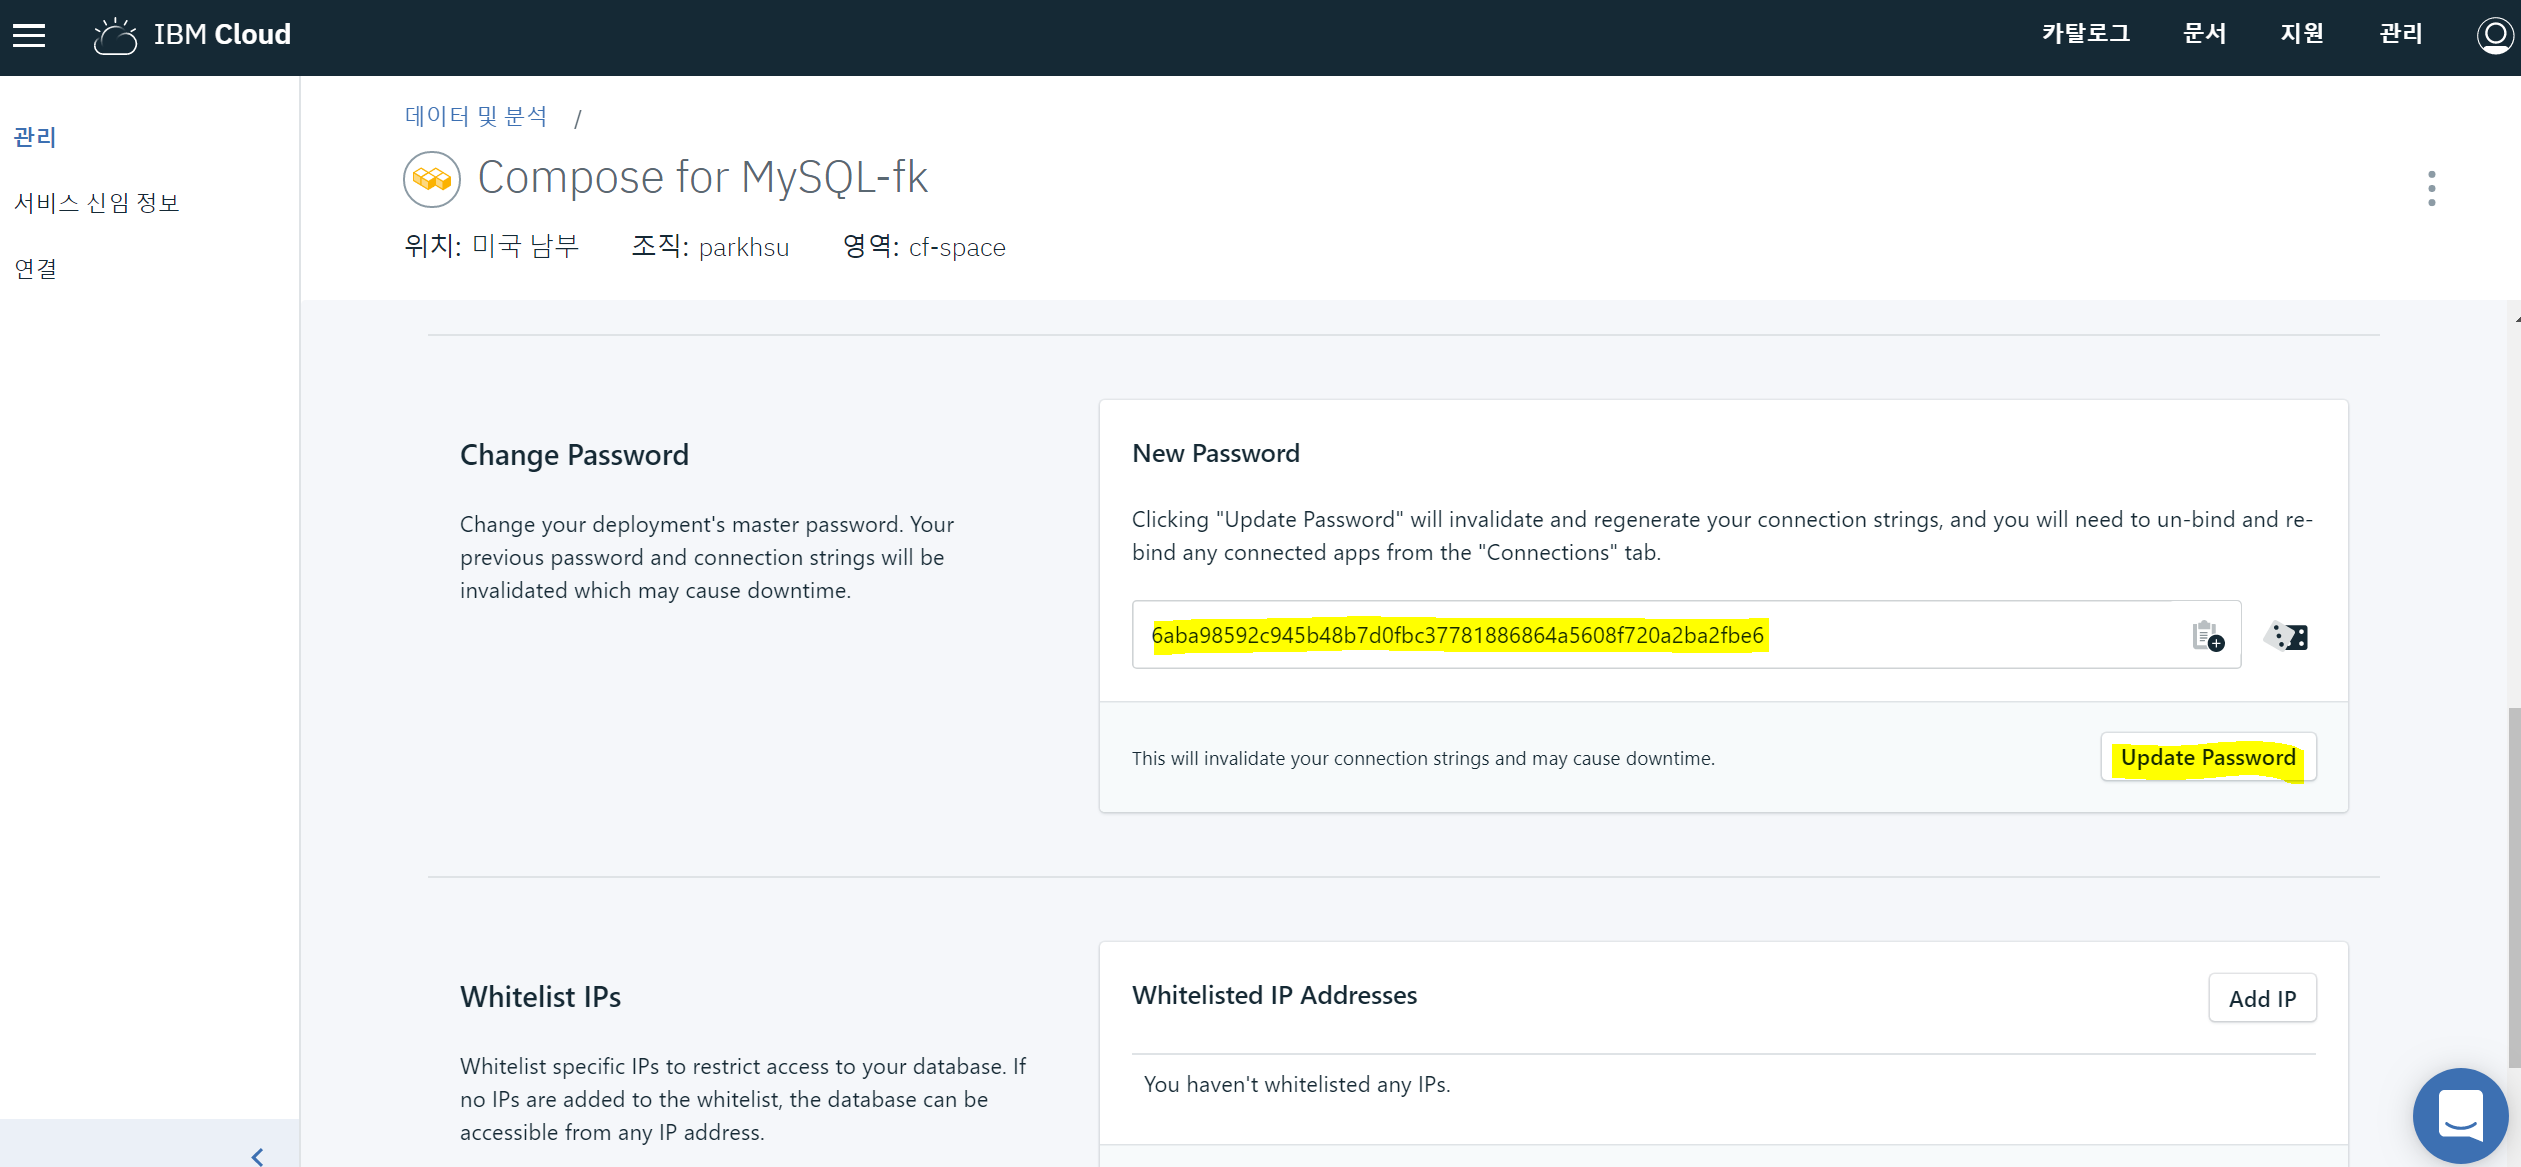 IBM Cloud
카탈로그 문서 지원 관리
관리
서비스 신임 정보
연결
데이터 및 분석 /
Compose for MySQL-fk
위치: 미국 남부 조직: parkhsu 영역: cf-space
Change Password
Change your deployment's master password. Your
previous password and connection strings will be
invalidated which may cause downtime.
New Password
Clicking "Update Password" will invalidate and regenerate your connection strings, and you will need to un-bind and re-
bind any connected apps from the "Connections" tab.
6aba98592c945b48b7d0fbc37781886864a5608f720a2ba2fbe6
This will invalidate your connection strings and may cause downtime.
Update Password
Whitelist IPs
Whitelist specific IPs to restrict access to your database. If
no IPs are added to the whitelist, the database can be
accessible from any IP address.
Whitelisted IP Addresses
Add IP
You haven't whitelisted any IPs.